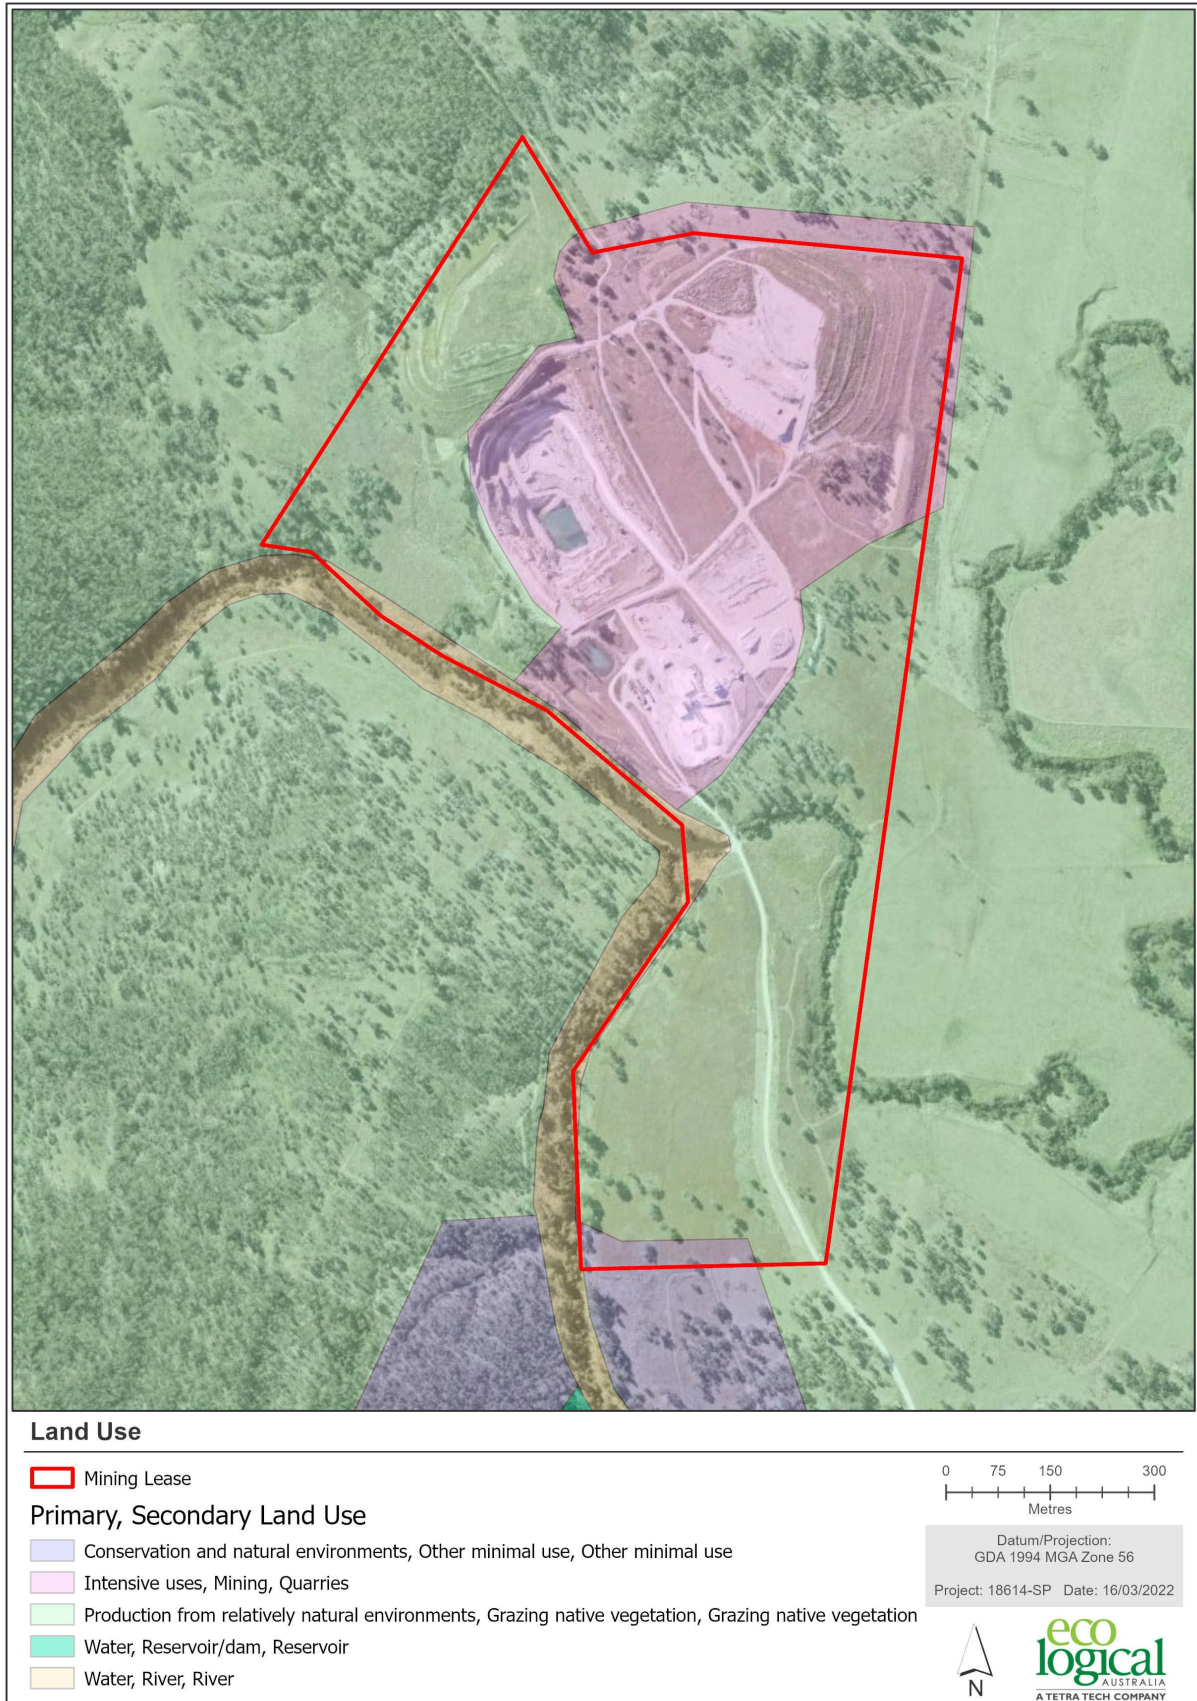 Land Use
Mining Lease
Primary, Secondary Land Use
Conservation and natural environments, Other minimal use, Other minimal use
Intensive uses, Mining, Quarries
Production from relatively natural environments, Grazing native vegetation, Grazing native vegetation
Water, Reservoir/dam, Reservoir
Water, River, River
0 75 150 300
Metres
Datum/Projection:
GDA 1994 MGA Zone 56
Project: 18614-SP Date: 16/03/2022
N
eco
logical
AUSTRALIA
A TETRA TECH COMPANY